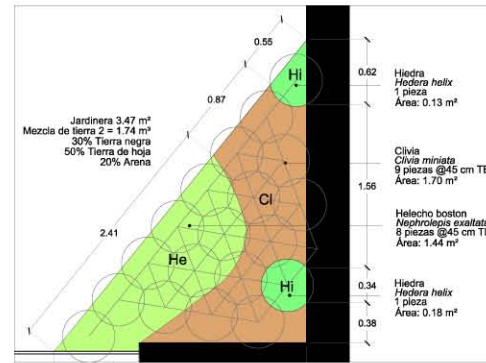 0.55
0.87
2.41
Jardinera 3.47 m²
Mezcla de tierra 2 = 1.74 m³
30% Tierra negra
50% Tierra de hoja
20% Arena
Hi
Cl
He
Hi
0.62
1.56
0.34
0.38
Hiedra
Hedera helix
1 pieza
Área: 0.13 m²
Clivia
Clivia miniata
9 piezas @45 cm TB
Área: 1.70 m²
Helecho boston
Nephrolepis exaltata
8 piezas @45 cm
Área: 1.44 m²
Hiedra
Hedera helix
1 pieza
Área: 0.18 m²